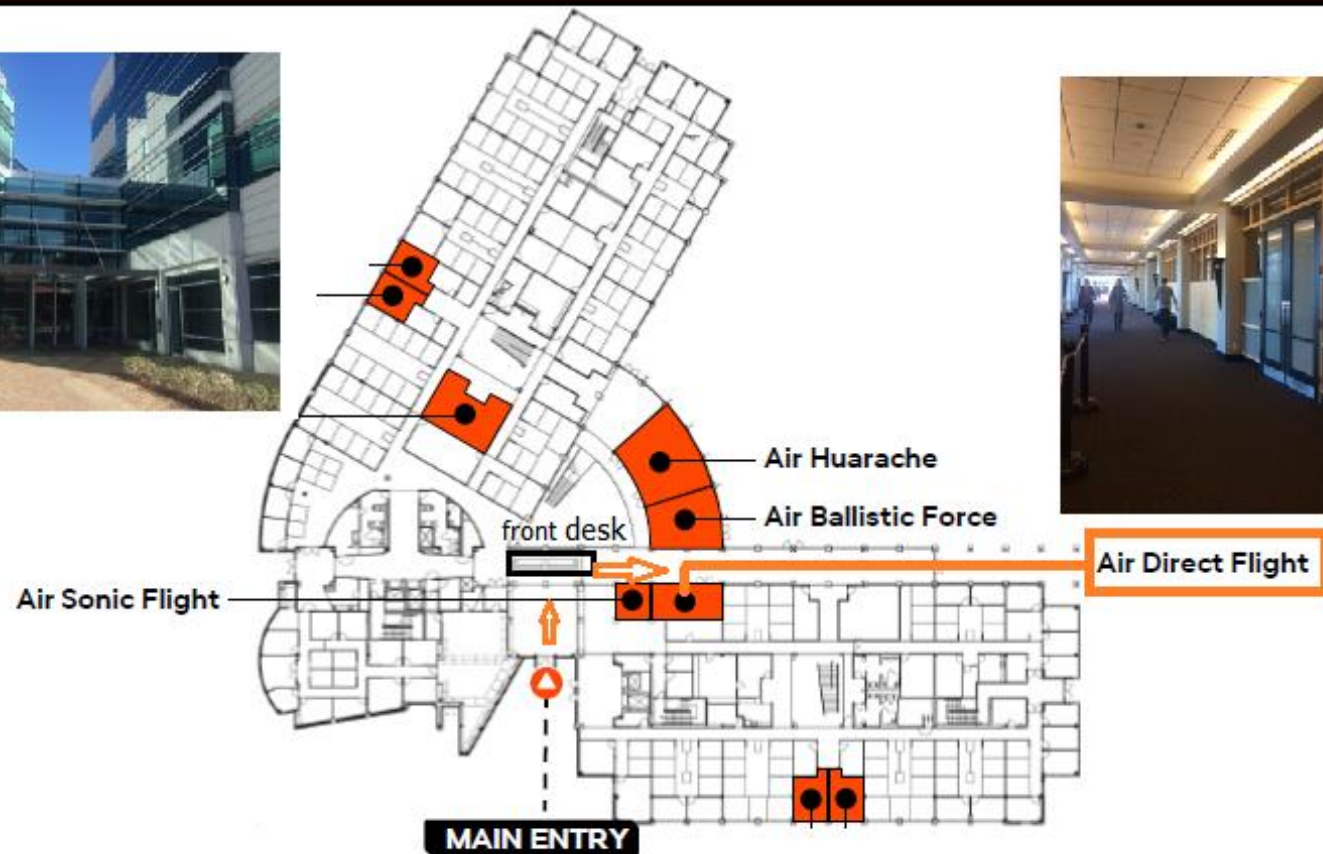 Air Huarache
Air Ballistic Force
front desk
Air Direct Flight
Air Sonic Flight
MAIN ENTRY